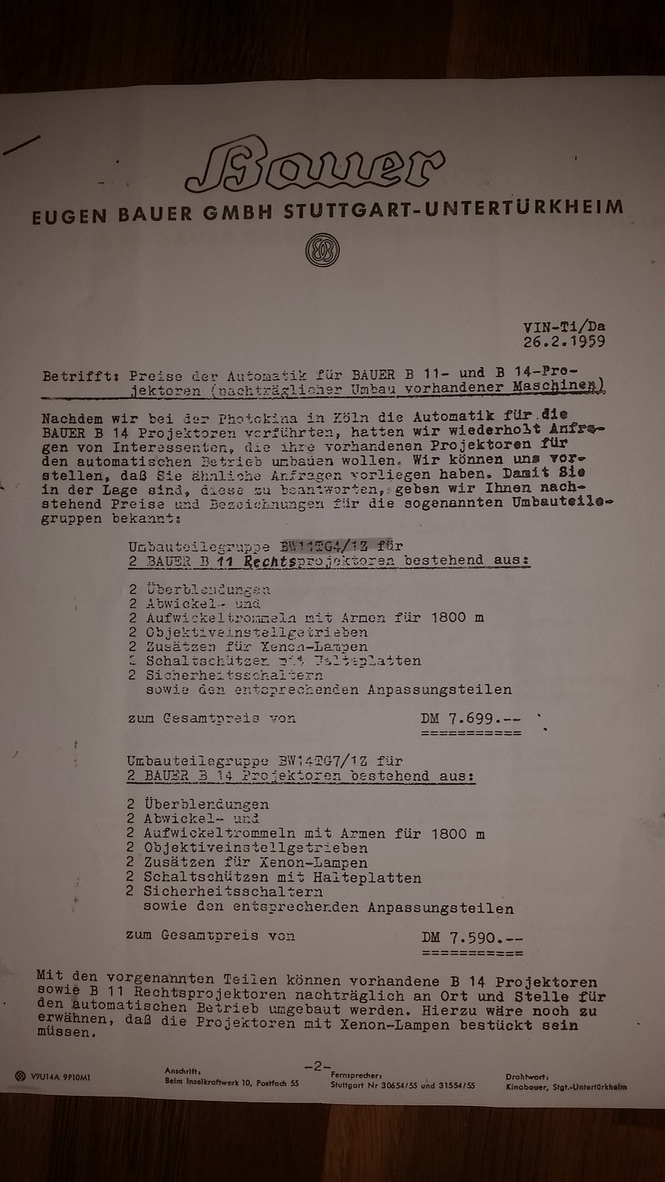 Bauer
EUGEN BAUER GMBH STUTTGART-UNTERTÜRKHEIM
VIN-Ti/Da
26.2.1959
Betrifft: Preise der Automatik für BAUER B 11- und B 14-Pro-
jektoren (nachträglicher Umbau vorhandener Maschinen)
Nachdem wir bei der Photokina in Köln die Automatik für die
BAUER B 14 Projektoren vorführten, hatten wir wiederholt Anfra-
gen von Interessenten, die ihre vorhandenen Projektoren für
den automatischen Betrieb umbauen wollen. Wir können uns vor-
stellen, daß Sie ähnliche Anfragen vorliegen haben. Damit Sie
in der Lage sind, diese zu beantworten, geben wir Ihnen nach-
stehend Preise und Bezeichnungen für die sogenannten Umbauteile-
gruppen bekannt:
Umbauteilegruppe BW11TG4/1Z für
2 BAUER B 11 Rechtsprojektoren bestehend aus:
2 Überblendungen
2 Abwickel- und
2 Aufwickeltrommeln mit Armen für 1800 m
2 Objektiveinstellgetrieben
2 Zusätzen für Xenon-Lampen
Schaltschützen mit Halteplatten
2 Sicherheitsschaltern
sowie den entsprechenden Anpassungsteilen
zum Gesamtpreis von DM 7.699.--
===========
Umbauteilegruppe BW14TG7/1Z für
2 BAUER B 14 Projektoren bestehend aus:
2 Überblendungen
2 Abwickel- und
2 Aufwickeltrommeln mit Armen für 1800 m
2 Objektiveinstellgetrieben
2 Zusätzen für Xenon-Lampen
2 Schaltschützen mit Halteplatten
2 Sicherheitsschaltern
sowie den entsprechenden Anpassungsteilen
zum Gesamtpreis von DM 7.590.--
===========
Mit den vorgenannten Teilen können vorhandene B 14 Projektoren
sowie B 11 Rechtsprojektoren nachträglich an Ort und Stelle für
den automatischen Betrieb umgebaut werden. Hierzu wäre noch zu
erwähnen, daß die Projektoren mit Xenon-Lampen bestückt sein
müssen.
-2-
V9U14A 9P10M1
Anschrift:
Beim Inselkraftwerk 10, Postfach 55
Fernsprecher:
Stuttgart Nr 30654/55 und 31554/55
Drahtwort:
Kinobauer, Stgt.-Untertürkheim